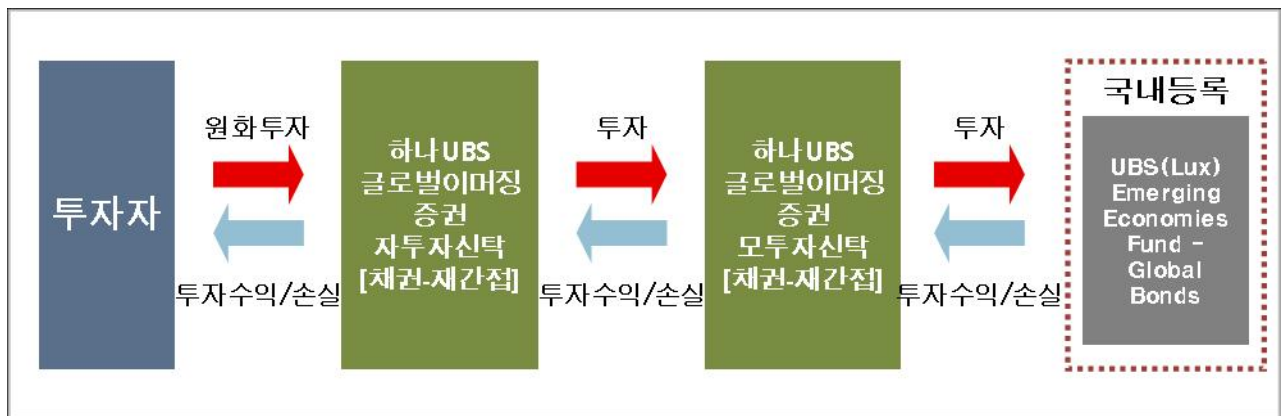 투자자
원화투자
투자수익/손실
하나UBS
글로벌이머징
증권
자투자신탁
[채권-재간접]
투자
투자수익/손실
하나UBS
글로벌이머징
증권
모투자신탁
[채권-재간접]
투자
투자수익/손실
국내등록
UBS(Lux)
Emerging
Economies
Fund –
Global
Bonds